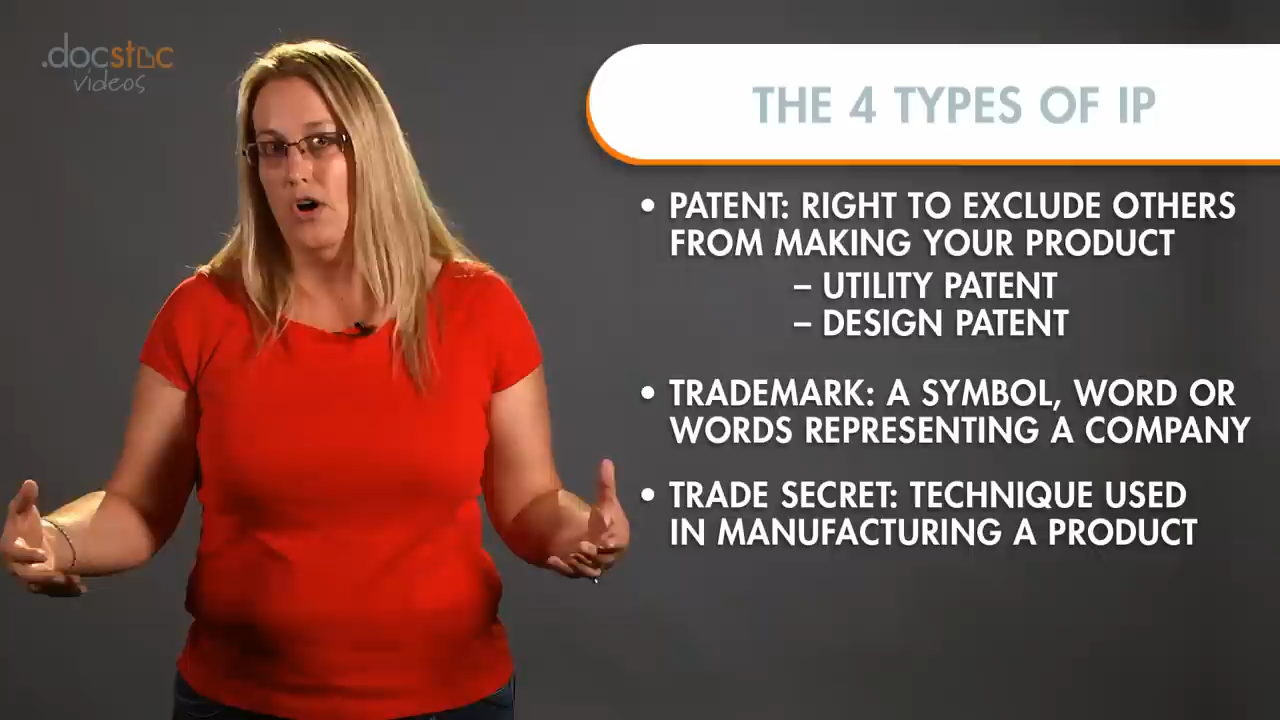 .docstoc
videos
THE 4 TYPES OF IP
• PATENT: RIGHT TO EXCLUDE OTHERS
FROM MAKING YOUR PRODUCT
– UTILITY PATENT
– DESIGN PATENT
• TRADEMARK: A SYMBOL, WORD OR
WORDS REPRESENTING A COMPANY
• TRADE SECRET: TECHNIQUE USED
IN MANUFACTURING A PRODUCT